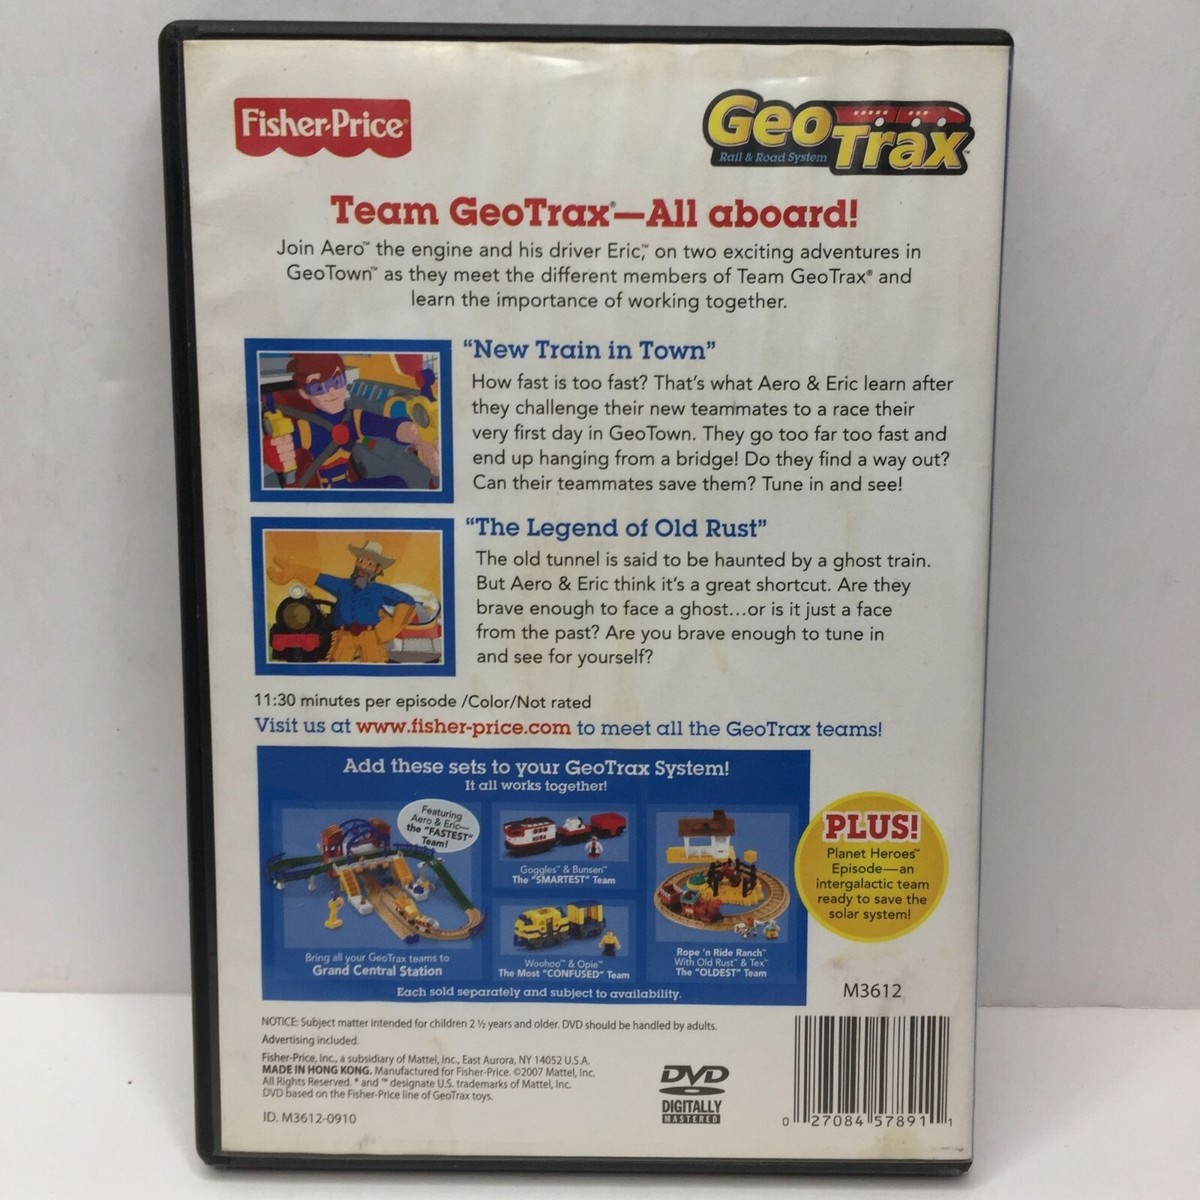 Fisher-Price®
GeoTrax™
Rail & Road System
Team GeoTrax®—All aboard!
Join Aero™ the engine and his driver Eric,™ on two exciting adventures in
GeoTown™ as they meet the different members of Team GeoTrax® and
learn the importance of working together.
“New Train in Town”
How fast is too fast? That’s what Aero & Eric learn after
they challenge their new teammates to a race their
very first day in GeoTown. They go too far too fast and
end up hanging from a bridge! Do they find a way out?
Can their teammates save them? Tune in and see!
“The Legend of Old Rust”
The old tunnel is said to be haunted by a ghost train.
But Aero & Eric think it’s a great shortcut. Are they
brave enough to face a ghost...or is it just a face
from the past? Are you brave enough to tune in
and see for yourself?
11:30 minutes per episode /Color/Not rated
Visit us at www.fisher-price.com to meet all the GeoTrax teams!
Add these sets to your GeoTrax System!
It all works together!
Featuring
Aero & Eric—
the “FASTEST”
Team!
Bring all your GeoTrax teams to
Grand Central Station
Goggles™ & Bunsen™
The “SMARTEST” Team
Woohoo™ & Opie™
The Most “CONFUSED” Team
Rope ’n Ride Ranch™
With Old Rust™ & Tex™
The “OLDEST” Team
Each sold separately and subject to availability.
PLUS!
Planet Heroes™
Episode—an
intergalactic team
ready to save the
solar system!
M3612
NOTICE: Subject matter intended for children 2 ½ years and older. DVD should be handled by adults.
Advertising included.
Fisher-Price, Inc., a subsidiary of Mattel, Inc., East Aurora, NY 14052 U.S.A.
MADE IN HONG KONG. Manufactured for Fisher-Price. ©2007 Mattel, Inc.
All Rights Reserved. ® and ™ designate U.S. trademarks of Mattel, Inc.
DVD based on the Fisher-Price line of GeoTrax toys.
ID. M3612-0910
DVD
DIGITALLY
MASTERED
0 27084 57891 1